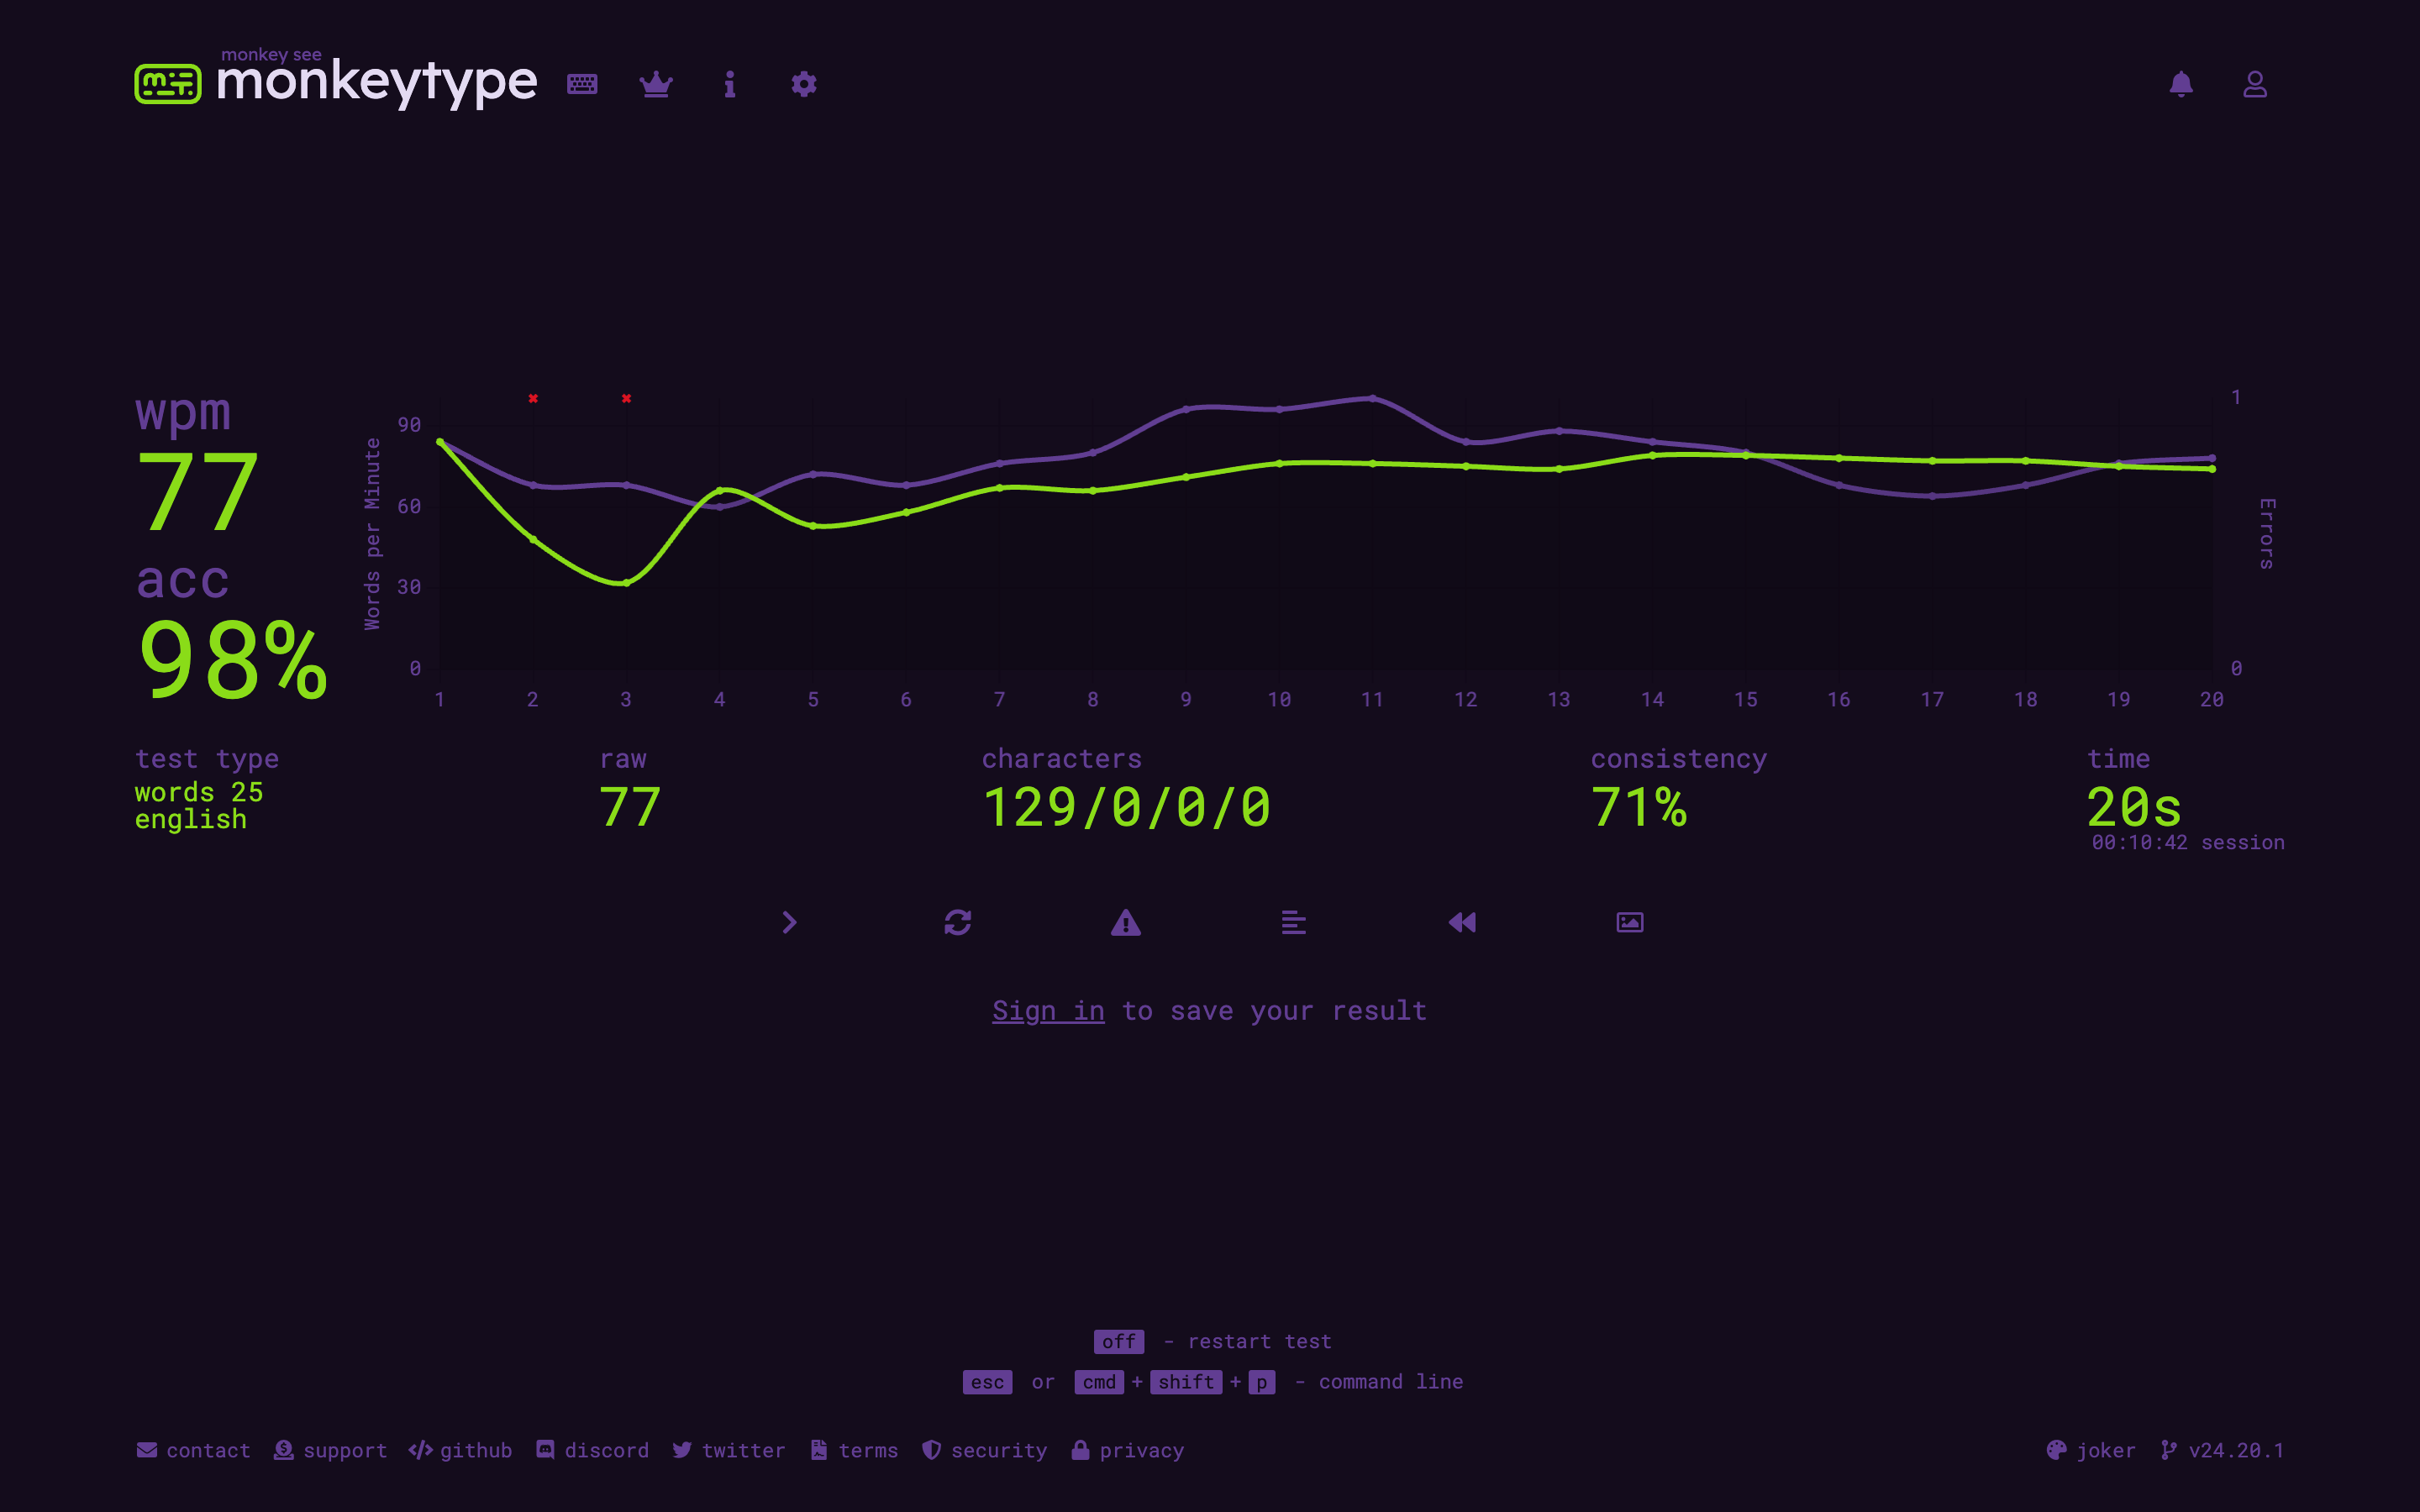 monkey see
monkeytype
wpm
77
acc
98%
Words per Minute
90
60
30
0
1 2 3 4 5 6 7 8 9 10 11 12 13 14 15 16 17 18 19 20
1
0
Errors
test type
words 25
english
raw
77
characters
129/0/0/0
consistency
71%
time
20s
00:10:42 session
Sign in to save your result
off - restart test
esc or cmd + shift + p - command line
contact support github discord twitter terms security privacy joker v24.20.1